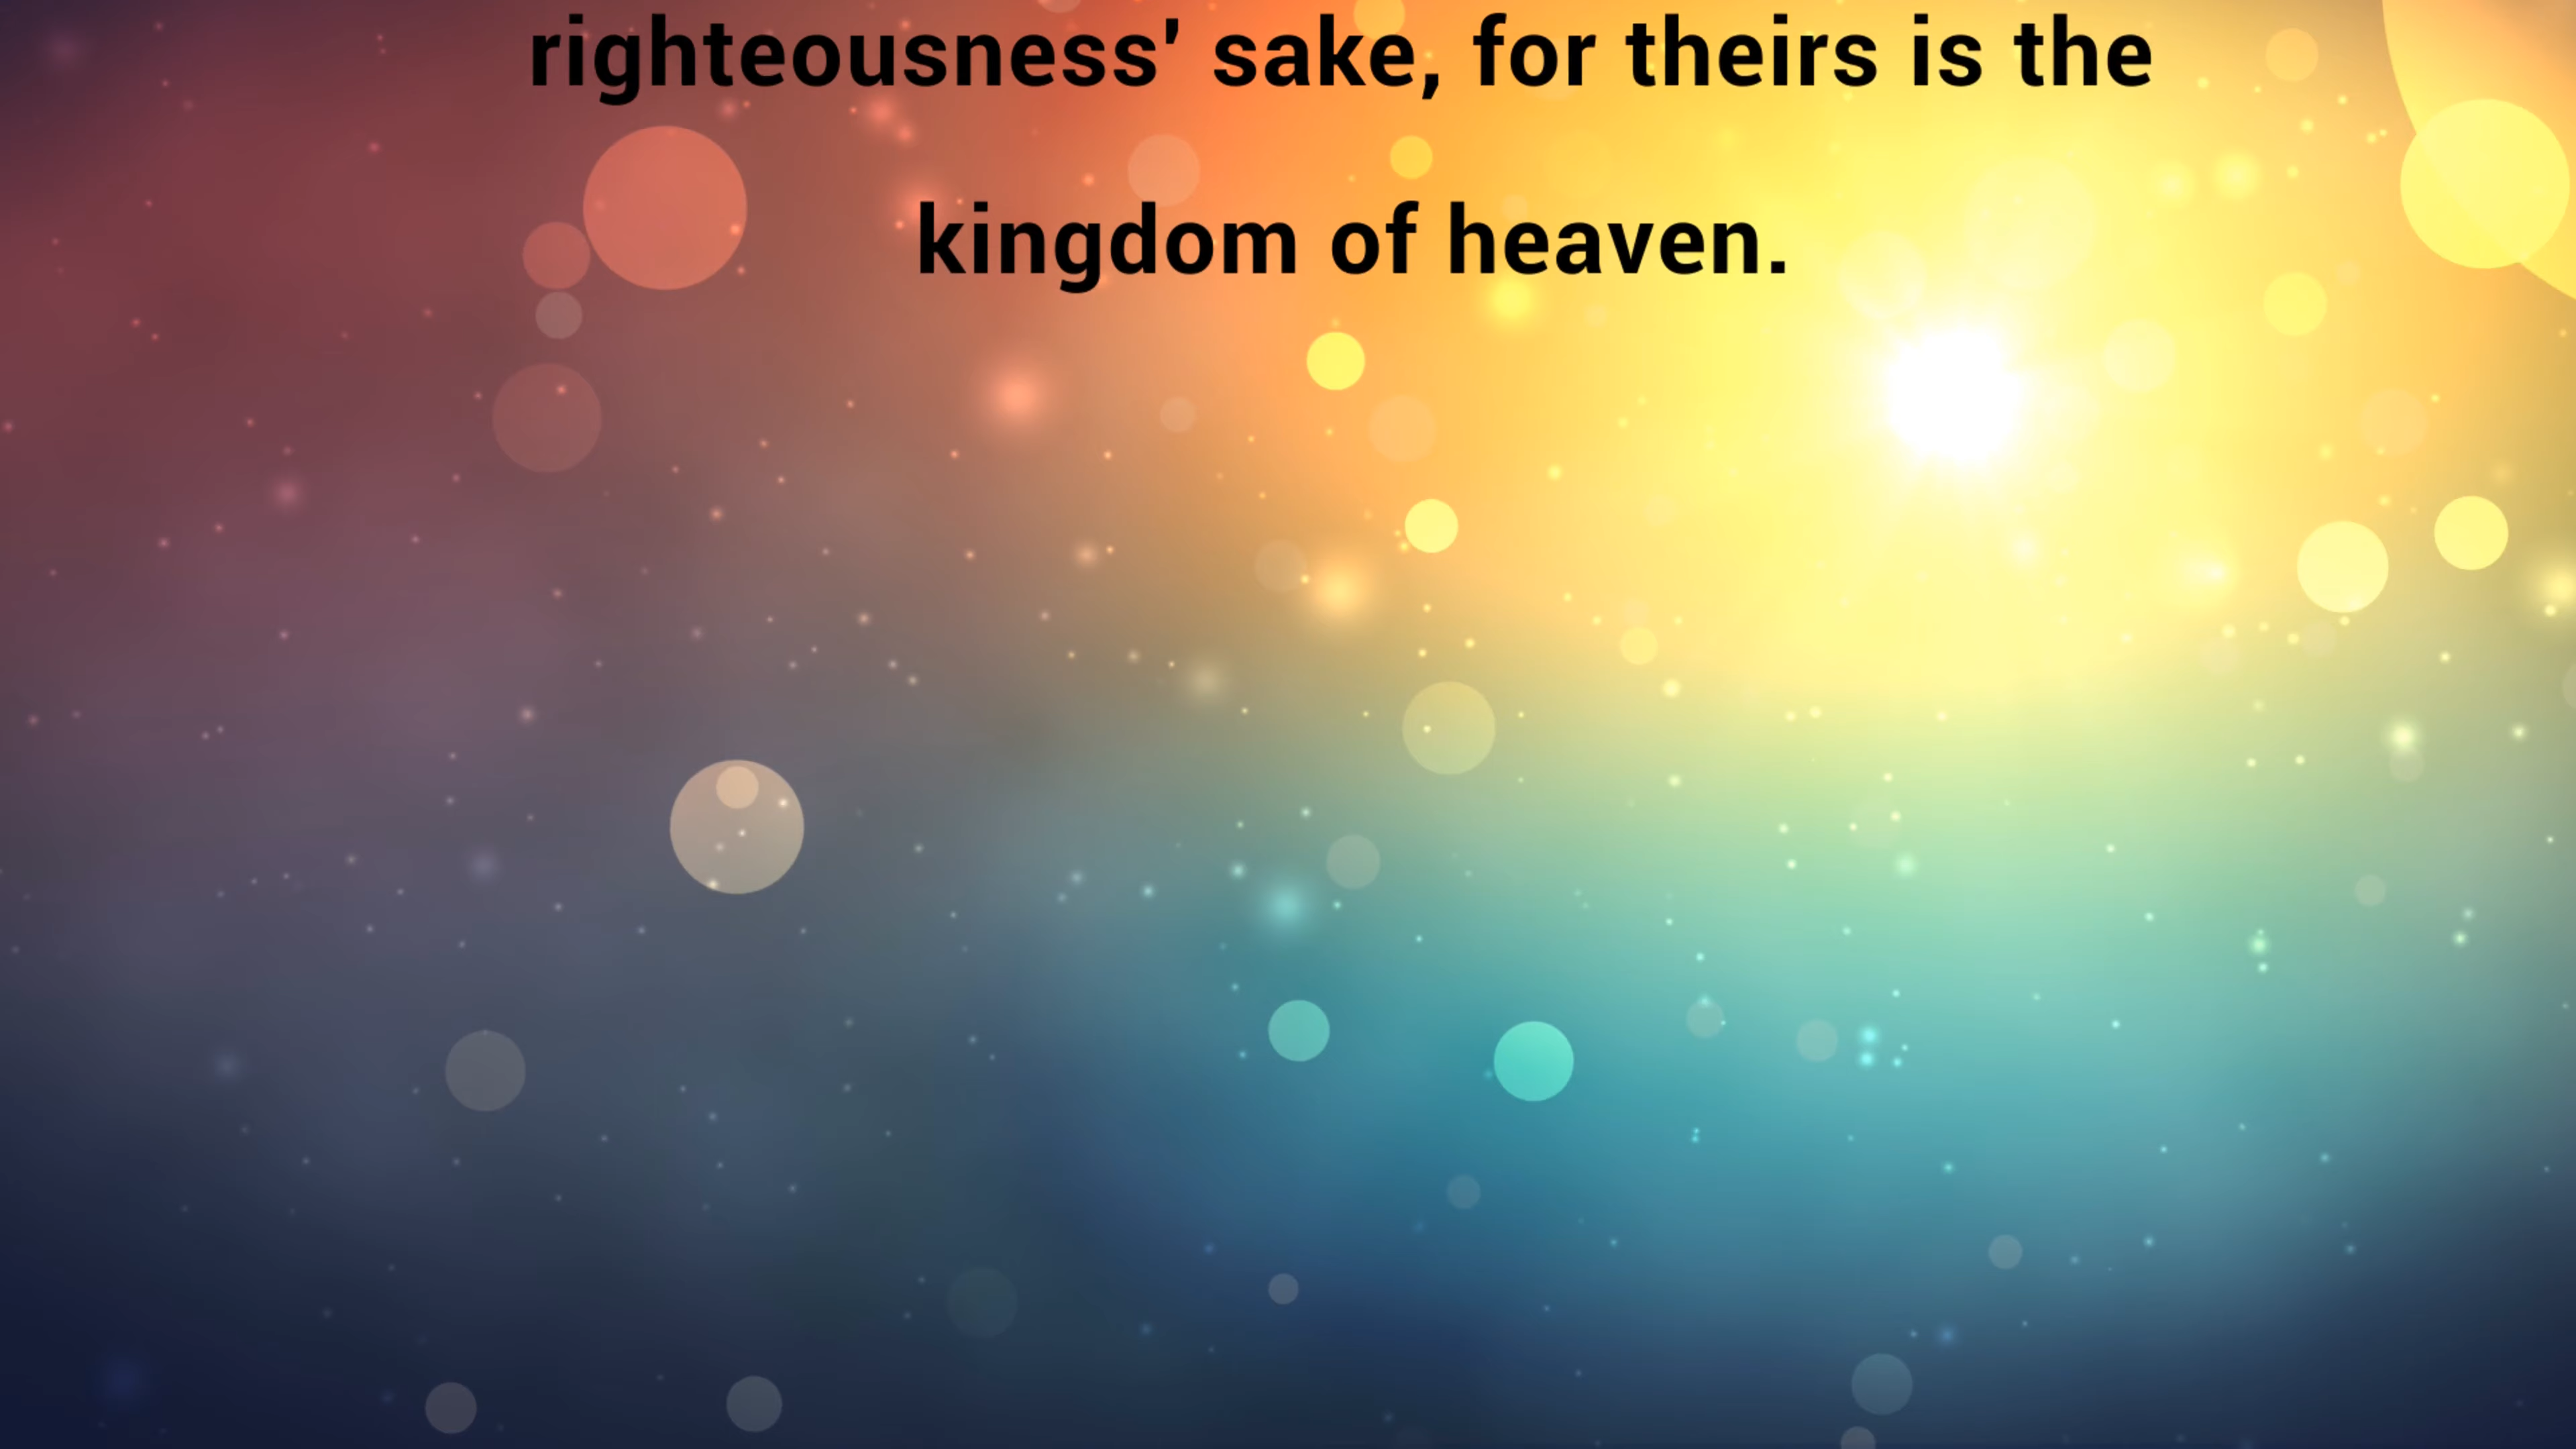 righteousness' sake, for theirs is the
kingdom of heaven.